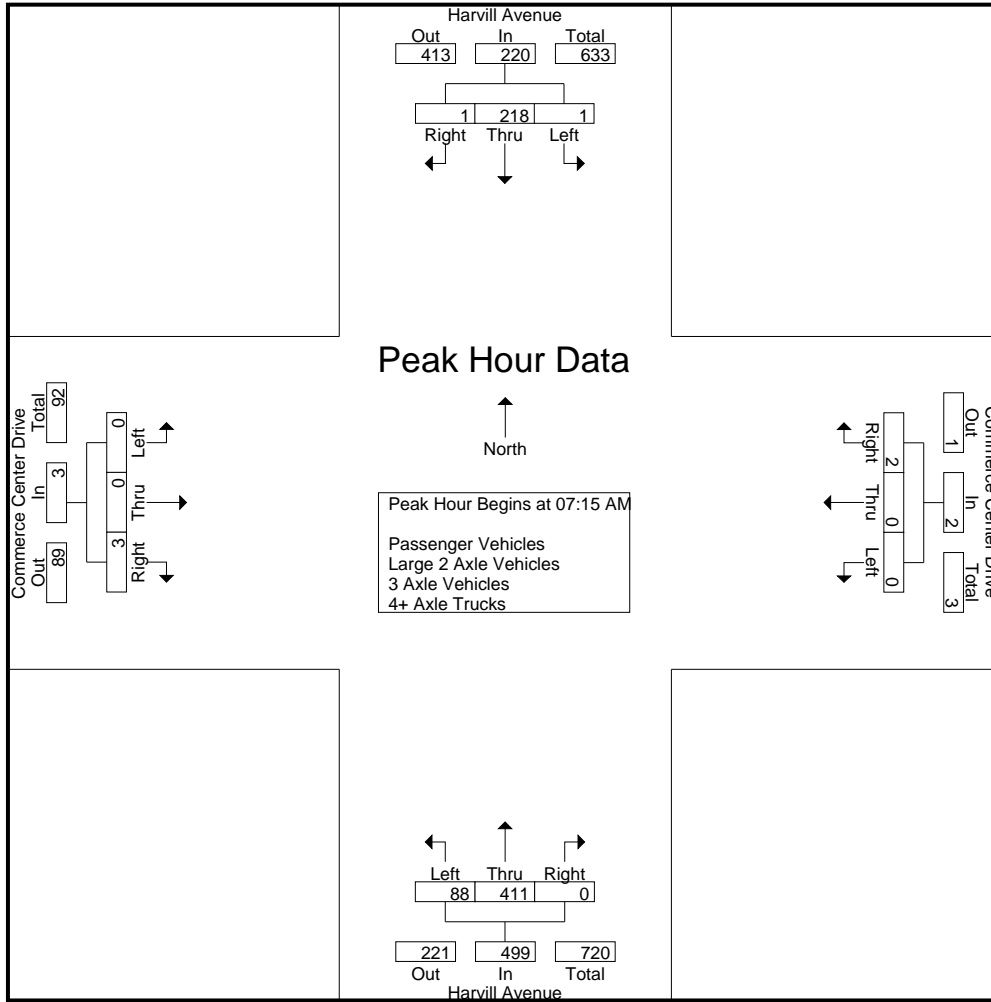 Harvill Avenue
Out In Total
413 220 633
1 218 1
Right Thru Left
Peak Hour Data
North
Peak Hour Begins at 07:15 AM
Passenger Vehicles
Large 2 Axle Vehicles
3 Axle Vehicles
4+ Axle Trucks
Commerce Center Drive
Out In Total
89 3 92
0 0 3
Left Thru Right
Commerce Center Drive
Out In Total
1 2 3
2 0 0
Right Thru Left
Left Thru Right
88 411 0
221 499 720
Out In Total
Harvill Avenue